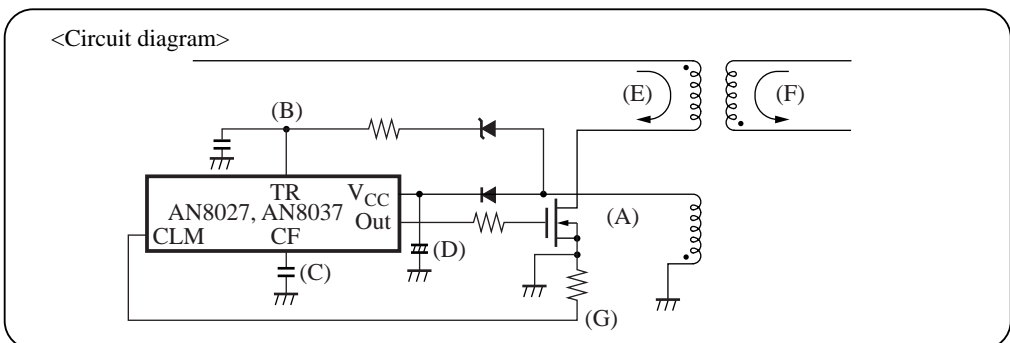 <Circuit diagram>
(E)
(F)
(B)
TR
VCC
(A)
AN8027, AN8037
Out
CLM
CF
(D)
(C)
(G)